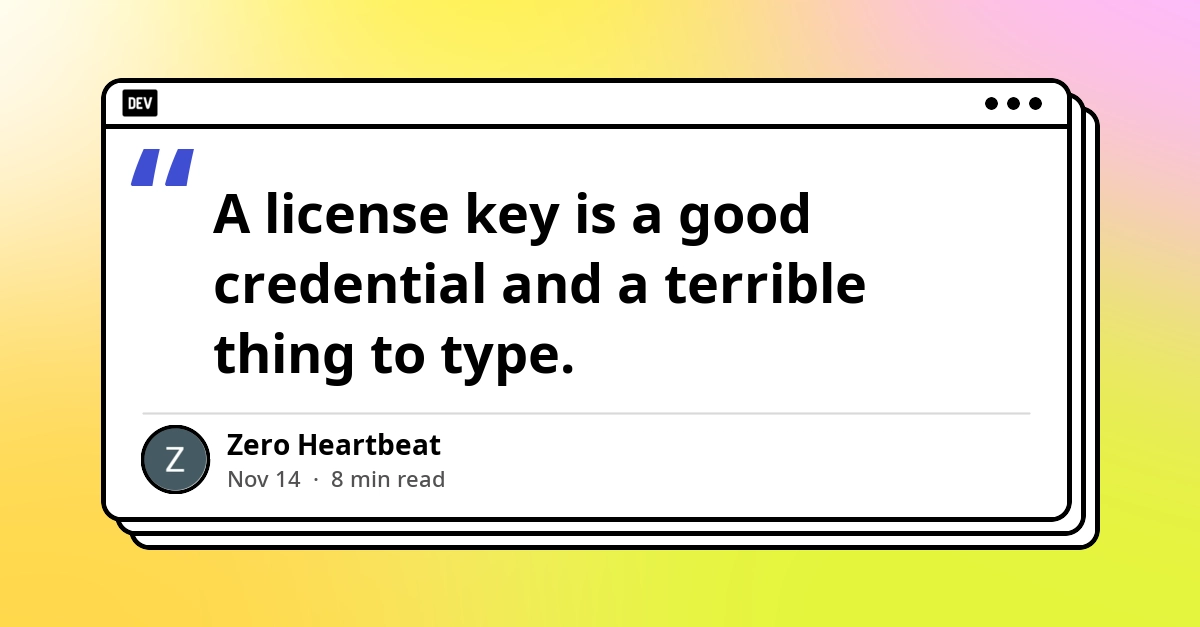 DEV
“
A license key is a good
credential and a terrible
thing to type.
Z
Zero Heartbeat
Nov 14 · 8 min read